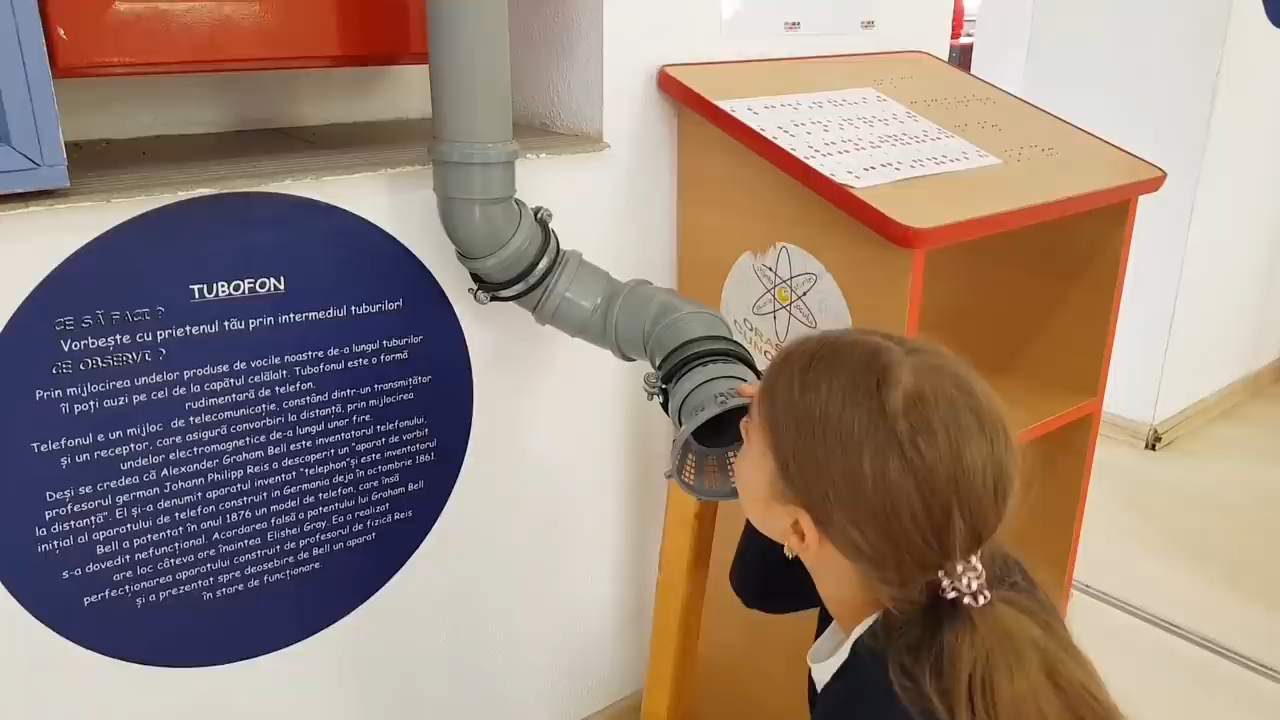 TUBOFON
CE SĂ FACI ?
Vorbește cu prietenul tău prin intermediul tuburilor!
CE OBSERVI ?
Prin mijlocirea undelor produse de vocile noastre de-a lungul tuburilor
îl poți auzi pe cel de la capătul celălalt. Tubofonul este o formă
rudimentară de telefon.
Telefonul e un mijloc de telecomunicație, constând dintr-un transmițător
și un receptor, care asigură convorbiri la distanță, prin mijlocirea
undelor electromagnetice de-a lungul unor fire.
Deși se credea că Alexander Graham Bell este inventatorul telefonului,
profesorul german Johann Philipp Reis a descoperit un "aparat de vorbit
la distanță". El și-a denumit aparatul inventat "telephon"și este inventatorul
inițial al aparatului de telefon construit in Germania deja în octombrie 1861.
Bell a patentat în anul 1876 un model de telefon, care însă
s-a dovedit nefuncțional. Acordarea falsă a patentului lui Graham Bell
are loc câteva ore înaintea Elishei Gray. Ea a realizat
perfecționarea aparatului construit de profesorul de fizică Reis
și a prezentat spre deosebire de Bell un aparat
în stare de funcționare.